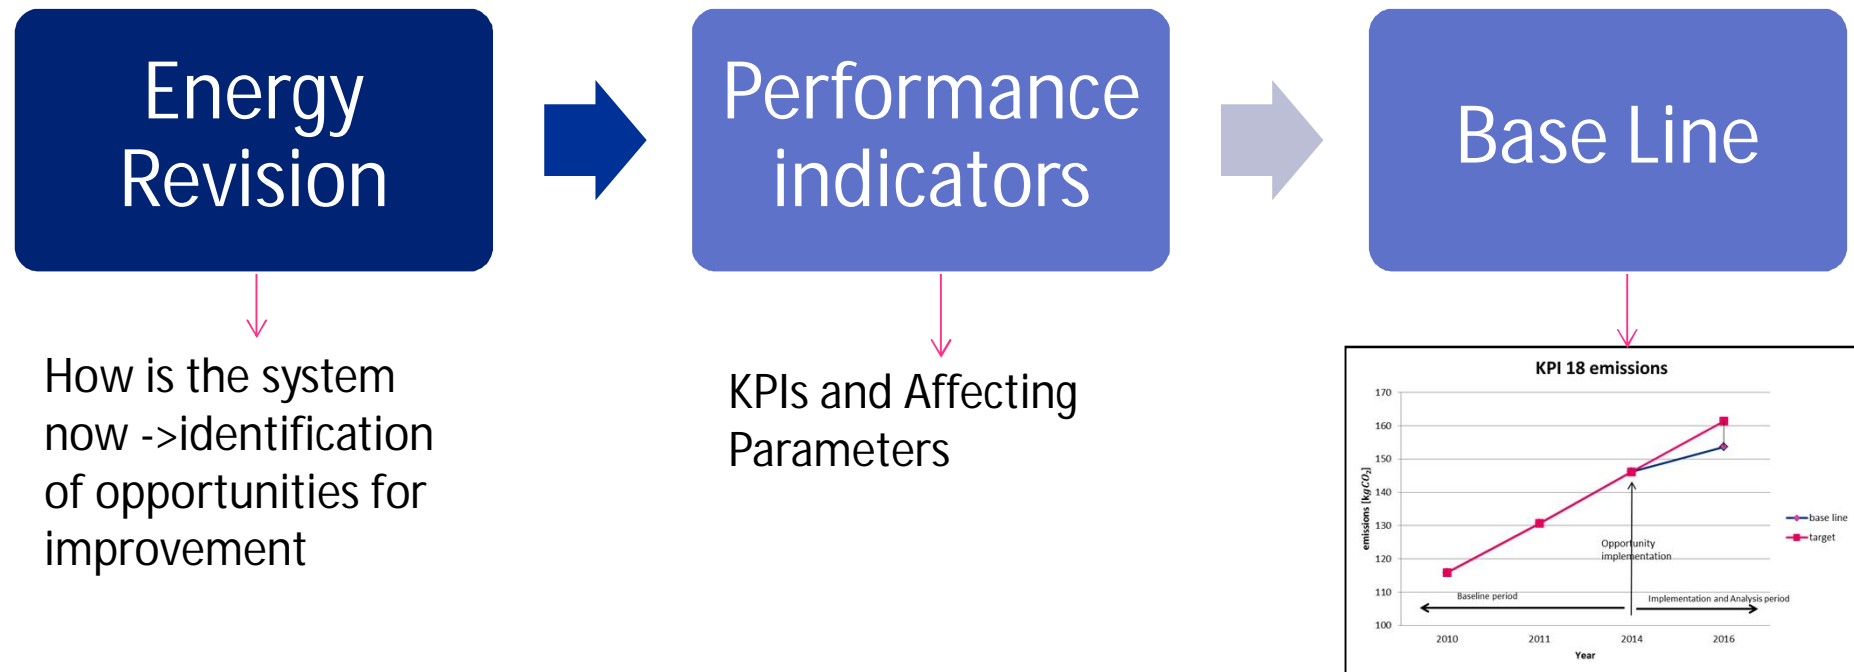 Energy
Revision
Performance
indicators
Base Line
How is the system
now ->identification
of opportunities for
improvement
KPIs and Affecting
Parameters
KPI 18 emissions
170
160
150
140
130
120
110
100
emissions [kgCO₂]
Opportunity
implementation
Baseline period
Implementation and Analysis period
2010
2011
2014
2016
Year
base line
target